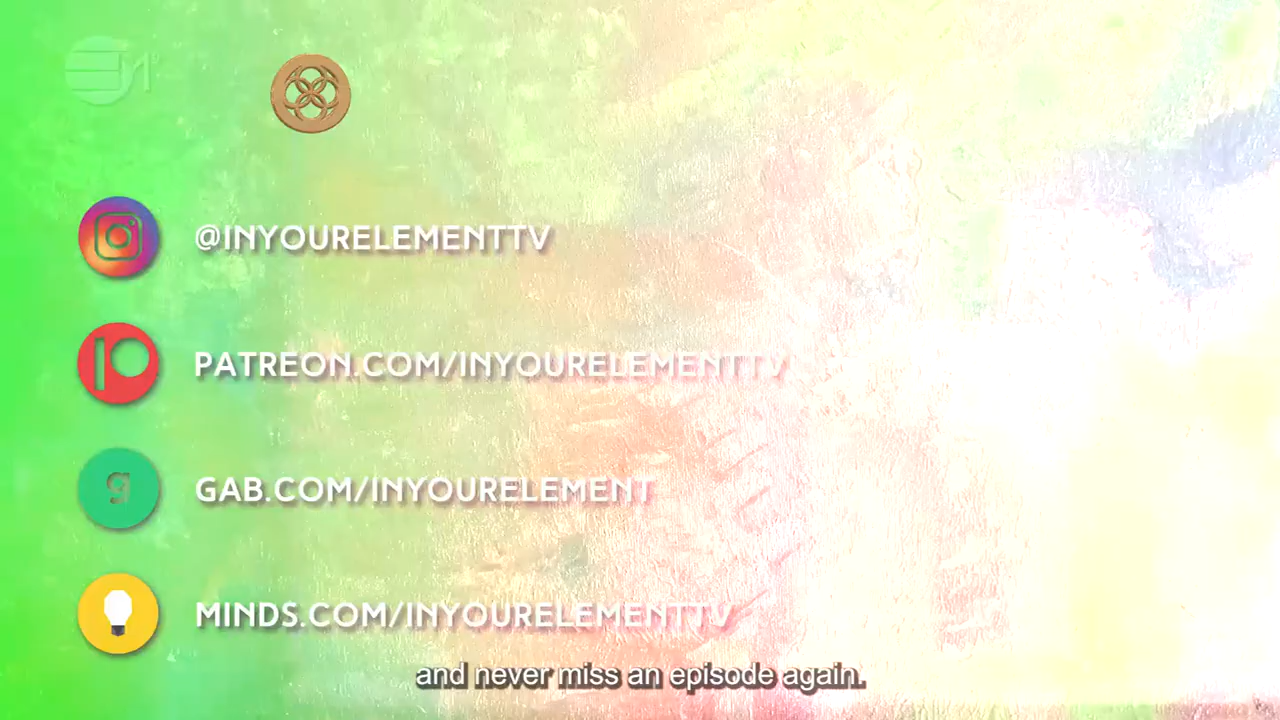 @INYOURELEMENTTV
PATREON.COM/INYOURELEMENTTV
GAB.COM/INYOURELEMENT
g
MINDS.COM/INYOURELEMENTTV
and never miss an episode again.